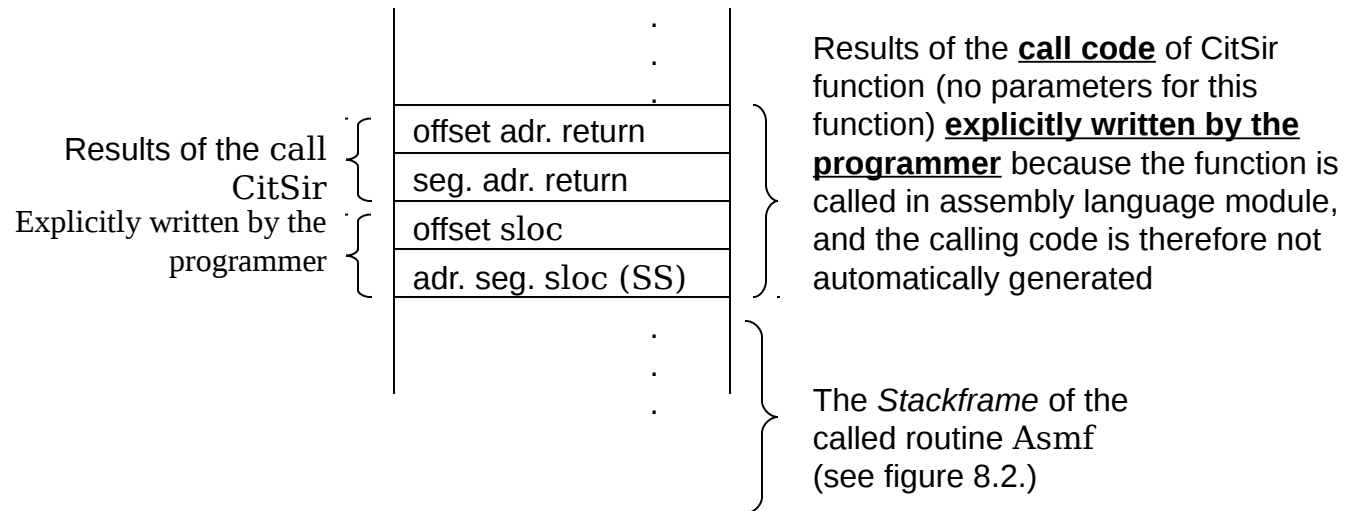 .
.
.
Results of the call
CitSir
Explicitly written by the
programmer
offset adr. return
seg. adr. return
offset sloc
adr. seg. sloc (SS)
.
.
.
Results of the call code of CitSir
function (no parameters for this
function) explicitly written by the
programmer because the function is
called in assembly language module,
and the calling code is therefore not
automatically generated
The Stackframe of the
called routine Asmf
(see figure 8.2.)